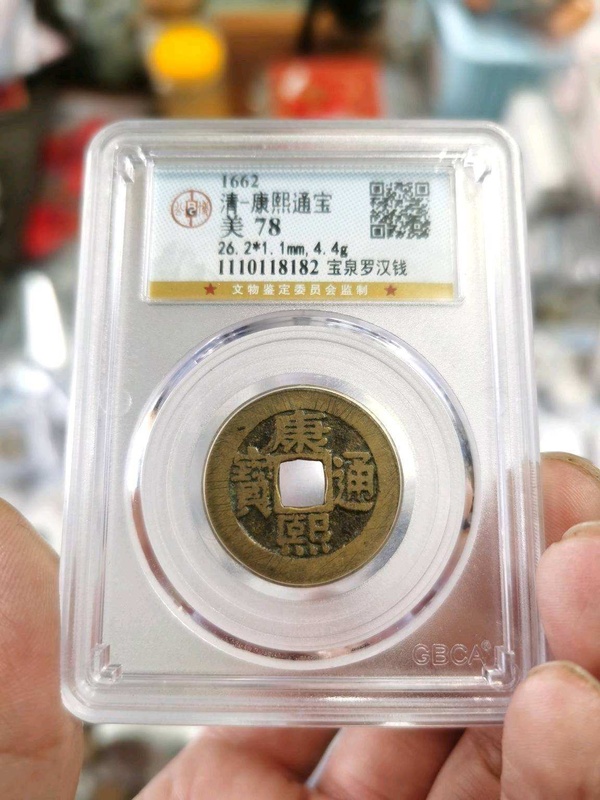 1662
清-康熙通宝
美 78
26.2*1.1mm, 4.4g
1110118182 宝泉罗汉钱
★ 文物鉴定委员会监制 ★
康熙通寶
GBCA®